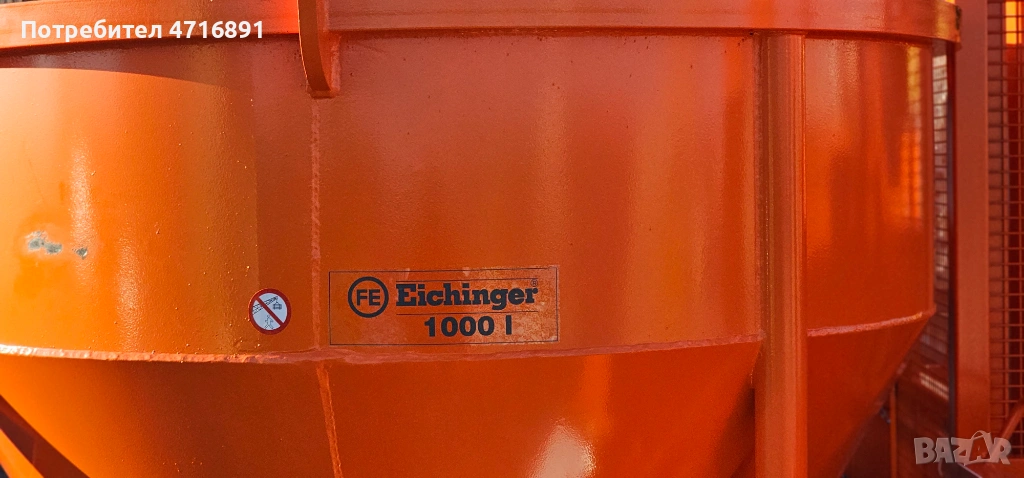 Потребител 4716891
FE Eichinger®
1000 l
BAZAR